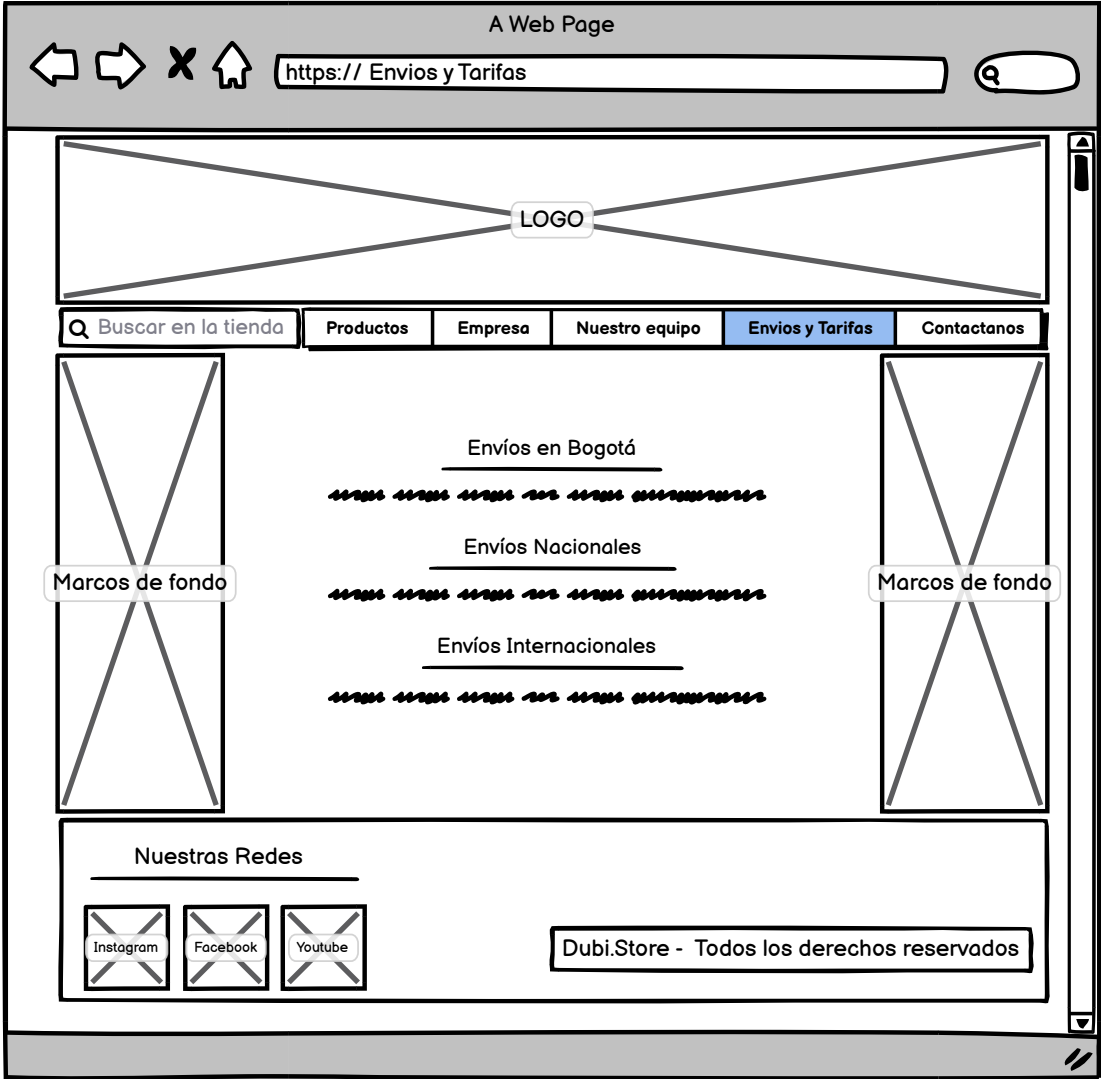 A Web Page
https:// Envios y Tarifas
LOGO
Buscar en la tienda
Productos
Empresa
Nuestro equipo
Envios y Tarifas
Contactanos
Envíos en Bogotá
Envíos Nacionales
Marcos de fondo
Marcos de fondo
Envíos Internacionales
Nuestras Redes
Instagram
Facebook
Youtube
Dubi.Store - Todos los derechos reservados